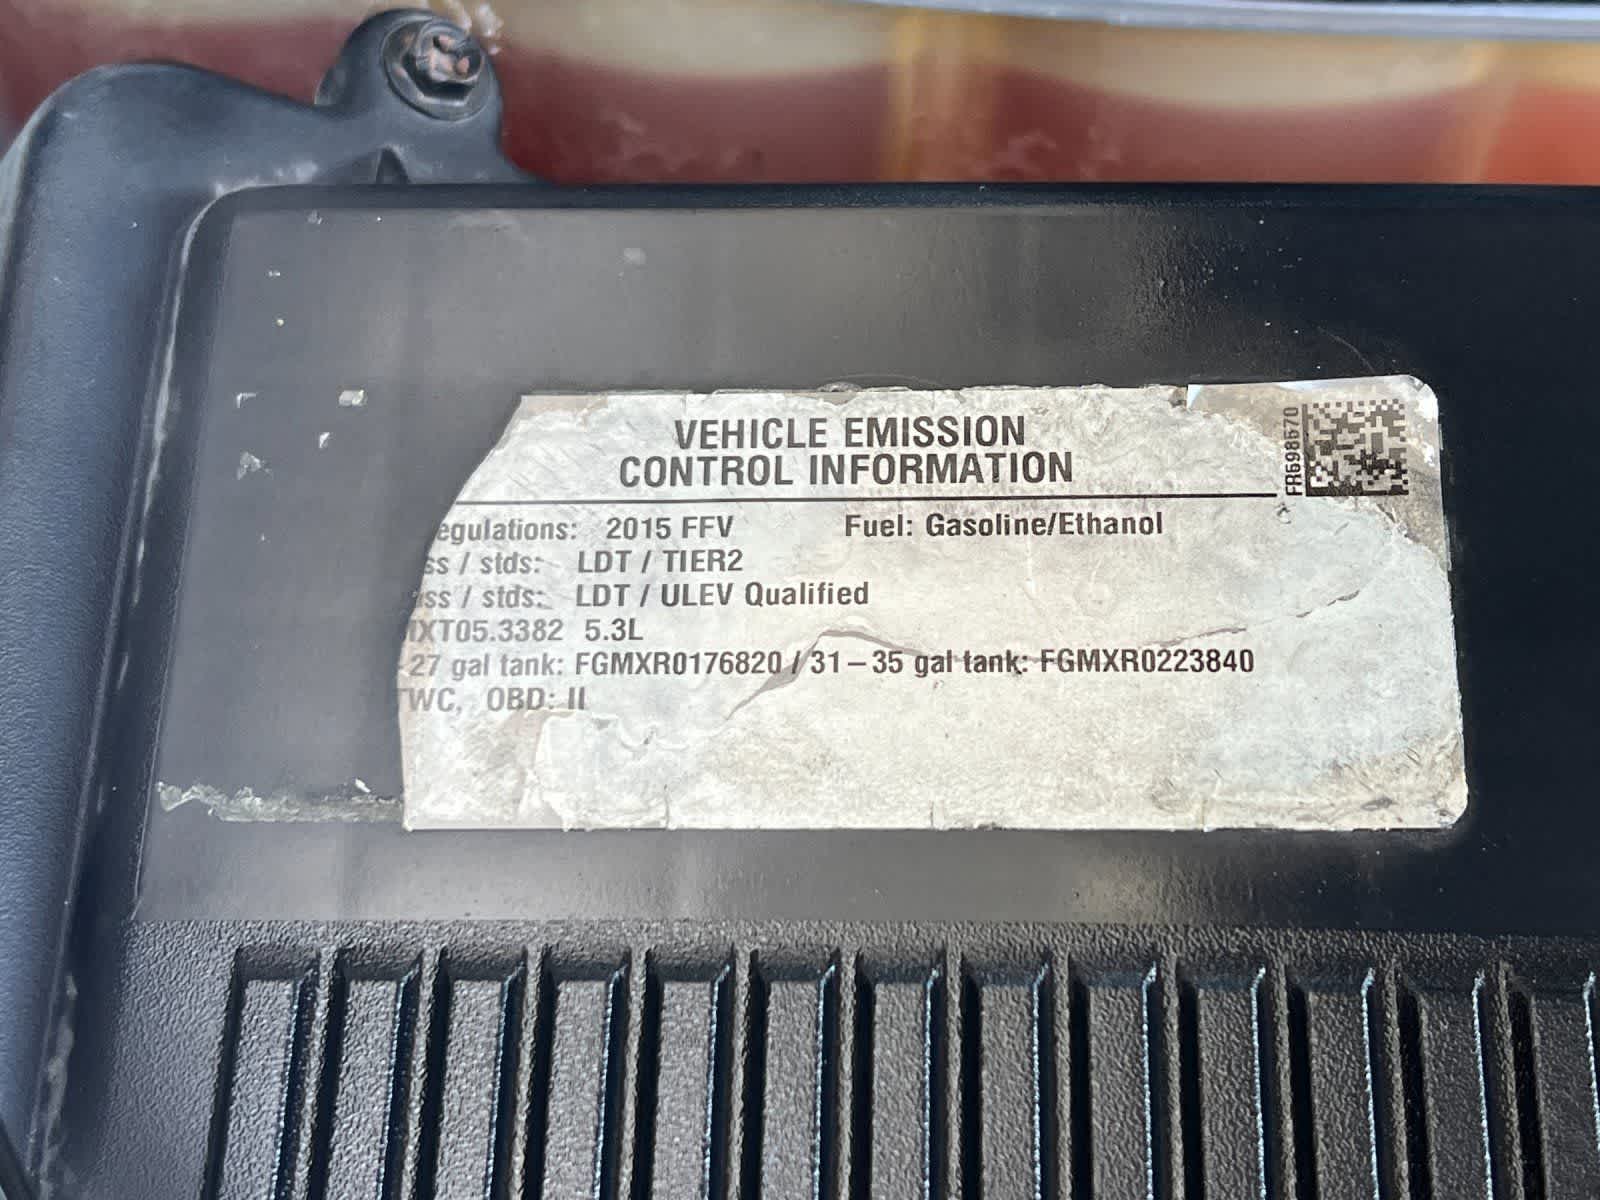 VEHICLE EMISSION
CONTROL INFORMATION
FR698670
egulations: 2015 FFV Fuel: Gasoline/Ethanol
ss / stds: LDT / TIER2
ss / stds: LDT / ULEV Qualified
XT05.3382 5.3L
27 gal tank: FGMXR0176820 / 31–35 gal tank: FGMXR0223840
TWC, OBD: II